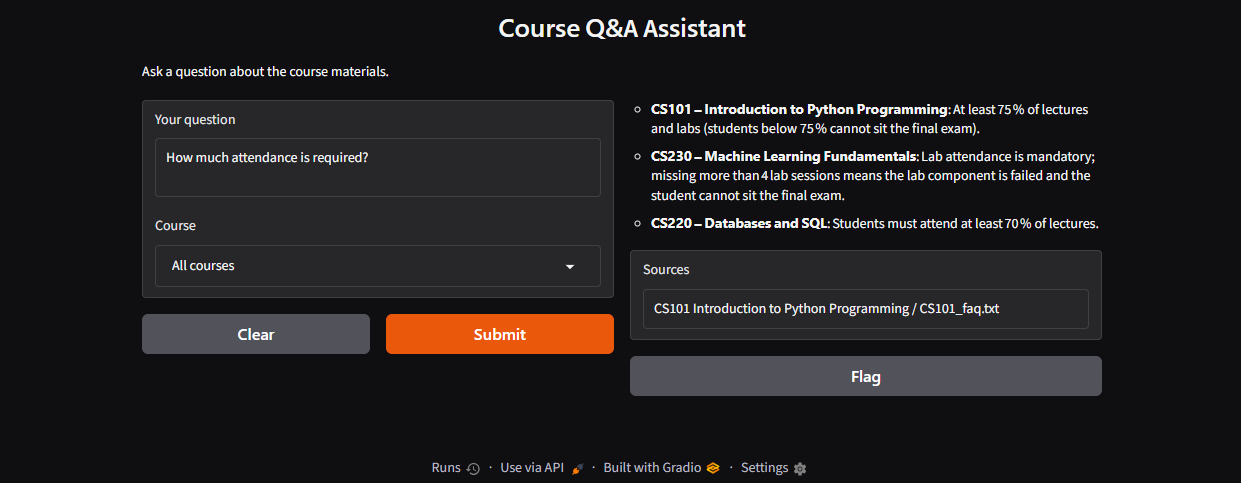 Course Q&A Assistant
Ask a question about the course materials.
Your question
How much attendance is required?
Course
All courses
Clear
Submit
CS101 – Introduction to Python Programming: At least 75 % of lectures
and labs (students below 75 % cannot sit the final exam).
CS230 – Machine Learning Fundamentals: Lab attendance is mandatory;
missing more than 4 lab sessions means the lab component is failed and the
student cannot sit the final exam.
CS220 – Databases and SQL: Students must attend at least 70 % of lectures.
Sources
CS101 Introduction to Python Programming / CS101_faq.txt
Flag
Runs · Use via API · Built with Gradio · Settings